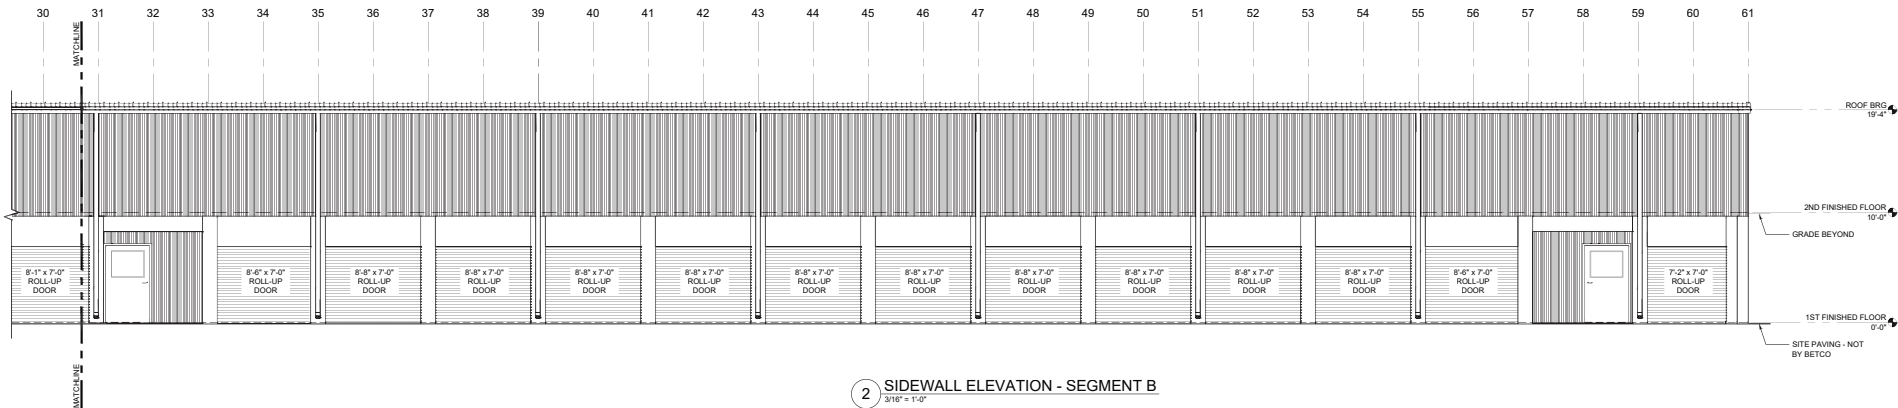 30 31 32 33 34 35 36 37 38 39 40 41 42 43 44 45 46 47 48 49 50 51 52 53 54 55 56 57 58 59 60 61
MATCHLINE
ROOF BRG
19'-4"
2ND FINISHED FLOOR
10'-0"
GRADE BEYOND
8'-1" x 7'-0"
ROLL-UP
DOOR
8'-6" x 7'-0"
ROLL-UP
DOOR
8'-8" x 7'-0"
ROLL-UP
DOOR
8'-8" x 7'-0"
ROLL-UP
DOOR
8'-8" x 7'-0"
ROLL-UP
DOOR
8'-8" x 7'-0"
ROLL-UP
DOOR
8'-8" x 7'-0"
ROLL-UP
DOOR
8'-8" x 7'-0"
ROLL-UP
DOOR
8'-8" x 7'-0"
ROLL-UP
DOOR
8'-8" x 7'-0"
ROLL-UP
DOOR
8'-8" x 7'-0"
ROLL-UP
DOOR
8'-8" x 7'-0"
ROLL-UP
DOOR
8'-6" x 7'-0"
ROLL-UP
DOOR
7'-2" x 7'-0"
ROLL-UP
DOOR
1ST FINISHED FLOOR
0'-0"
SITE PAVING - NOT
BY BETCO
MATCHLINE
2 SIDEWALL ELEVATION - SEGMENT B
3/16" = 1'-0"